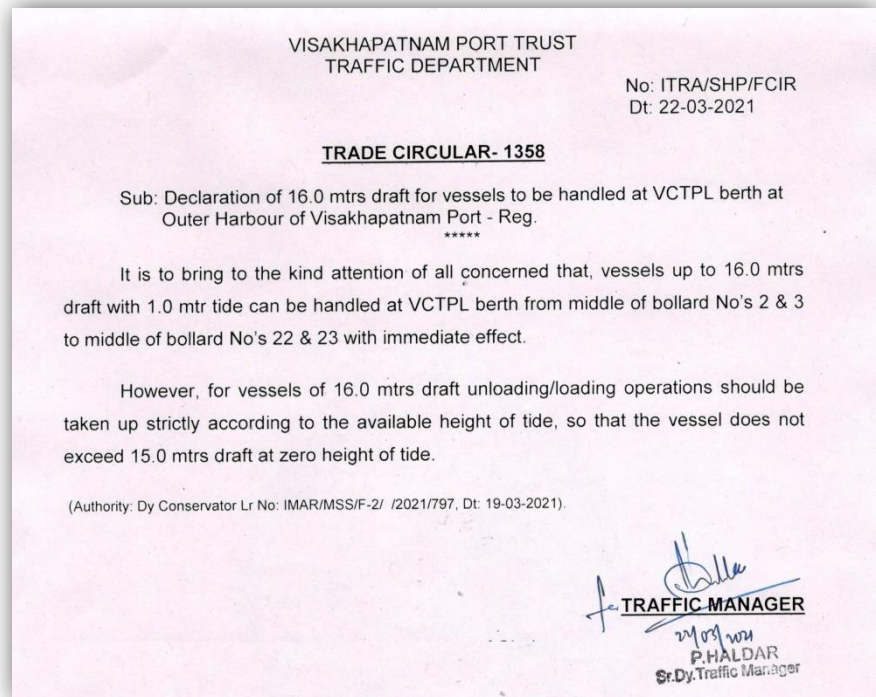 VISAKHAPATNAM PORT TRUST
TRAFFIC DEPARTMENT
No: ITRA/SHP/FCIR
Dt: 22-03-2021
TRADE CIRCULAR- 1358
Sub: Declaration of 16.0 mtrs draft for vessels to be handled at VCTPL berth at
Outer Harbour of Visakhapatnam Port - Reg.
*****
It is to bring to the kind attention of all concerned that, vessels up to 16.0 mtrs
draft with 1.0 mtr tide can be handled at VCTPL berth from middle of bollard No's 2 & 3
to middle of bollard No's 22 & 23 with immediate effect.
However, for vessels of 16.0 mtrs draft unloading/loading operations should be
taken up strictly according to the available height of tide, so that the vessel does not
exceed 15.0 mtrs draft at zero height of tide.
(Authority: Dy Conservator Lr No: IMAR/MSS/F-2/ /2021/797, Dt: 19-03-2021).
TRAFFIC MANAGER
P.HALDAR
Sr.Dy.Traffic Manager